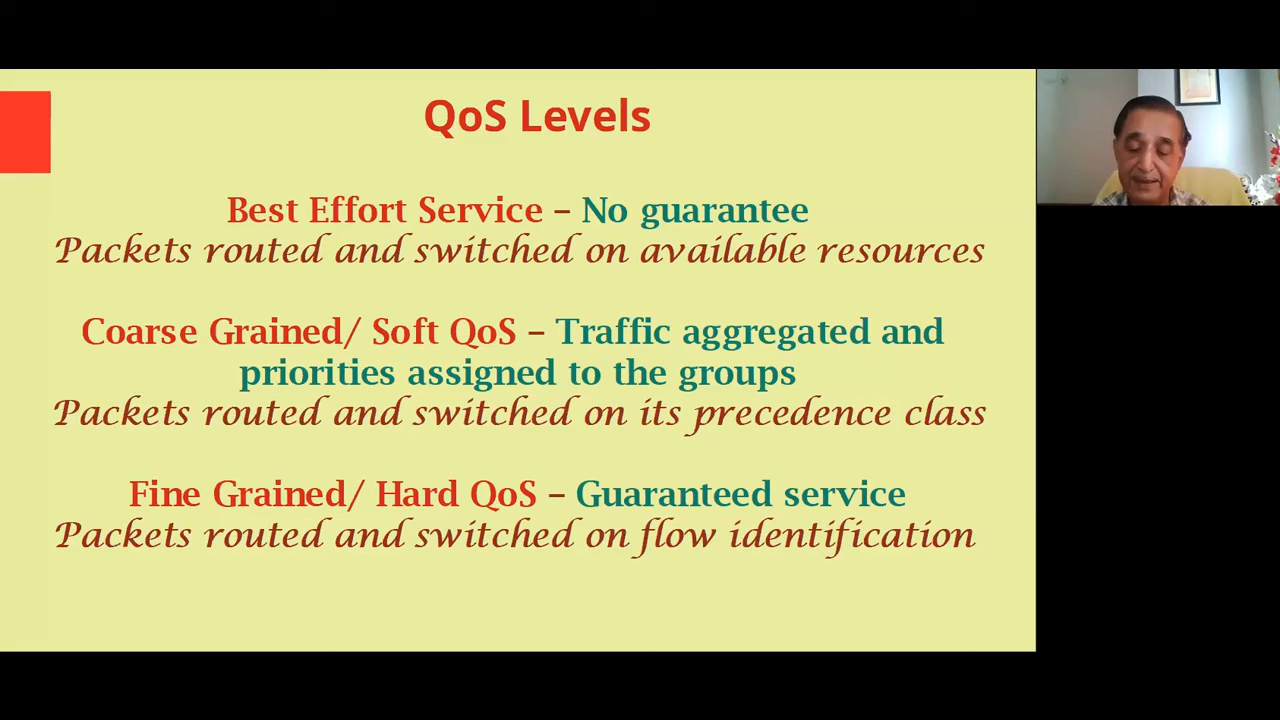 QoS Levels
Best Effort Service – No guarantee
Packets routed and switched on available resources
Coarse Grained/ Soft QoS – Traffic aggregated and
priorities assigned to the groups
Packets routed and switched on its precedence class
Fine Grained/ Hard QoS – Guaranteed service
Packets routed and switched on flow identification